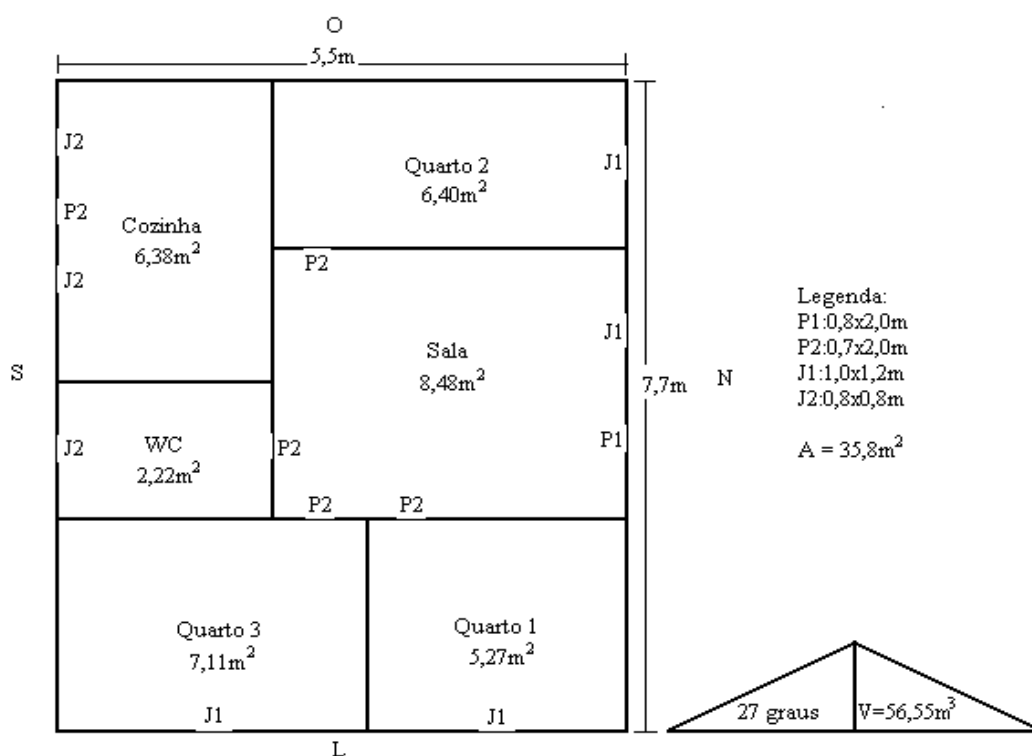 O
5,5m
J2
Quarto 2
6,40m²
J1
P2
Cozinha
6,38m²
J2
P2
Sala
8,48m²
J1
S
7,7m
N
Legenda:
P1:0,8x2,0m
P2:0,7x2,0m
J1:1,0x1,2m
J2:0,8x0,8m
A = 35,8m²
WC
2,22m²
J2
P2
P1
P2
P2
Quarto 3
7,11m²
J1
Quarto 1
5,27m²
J1
L
27 graus
V=56,55m³